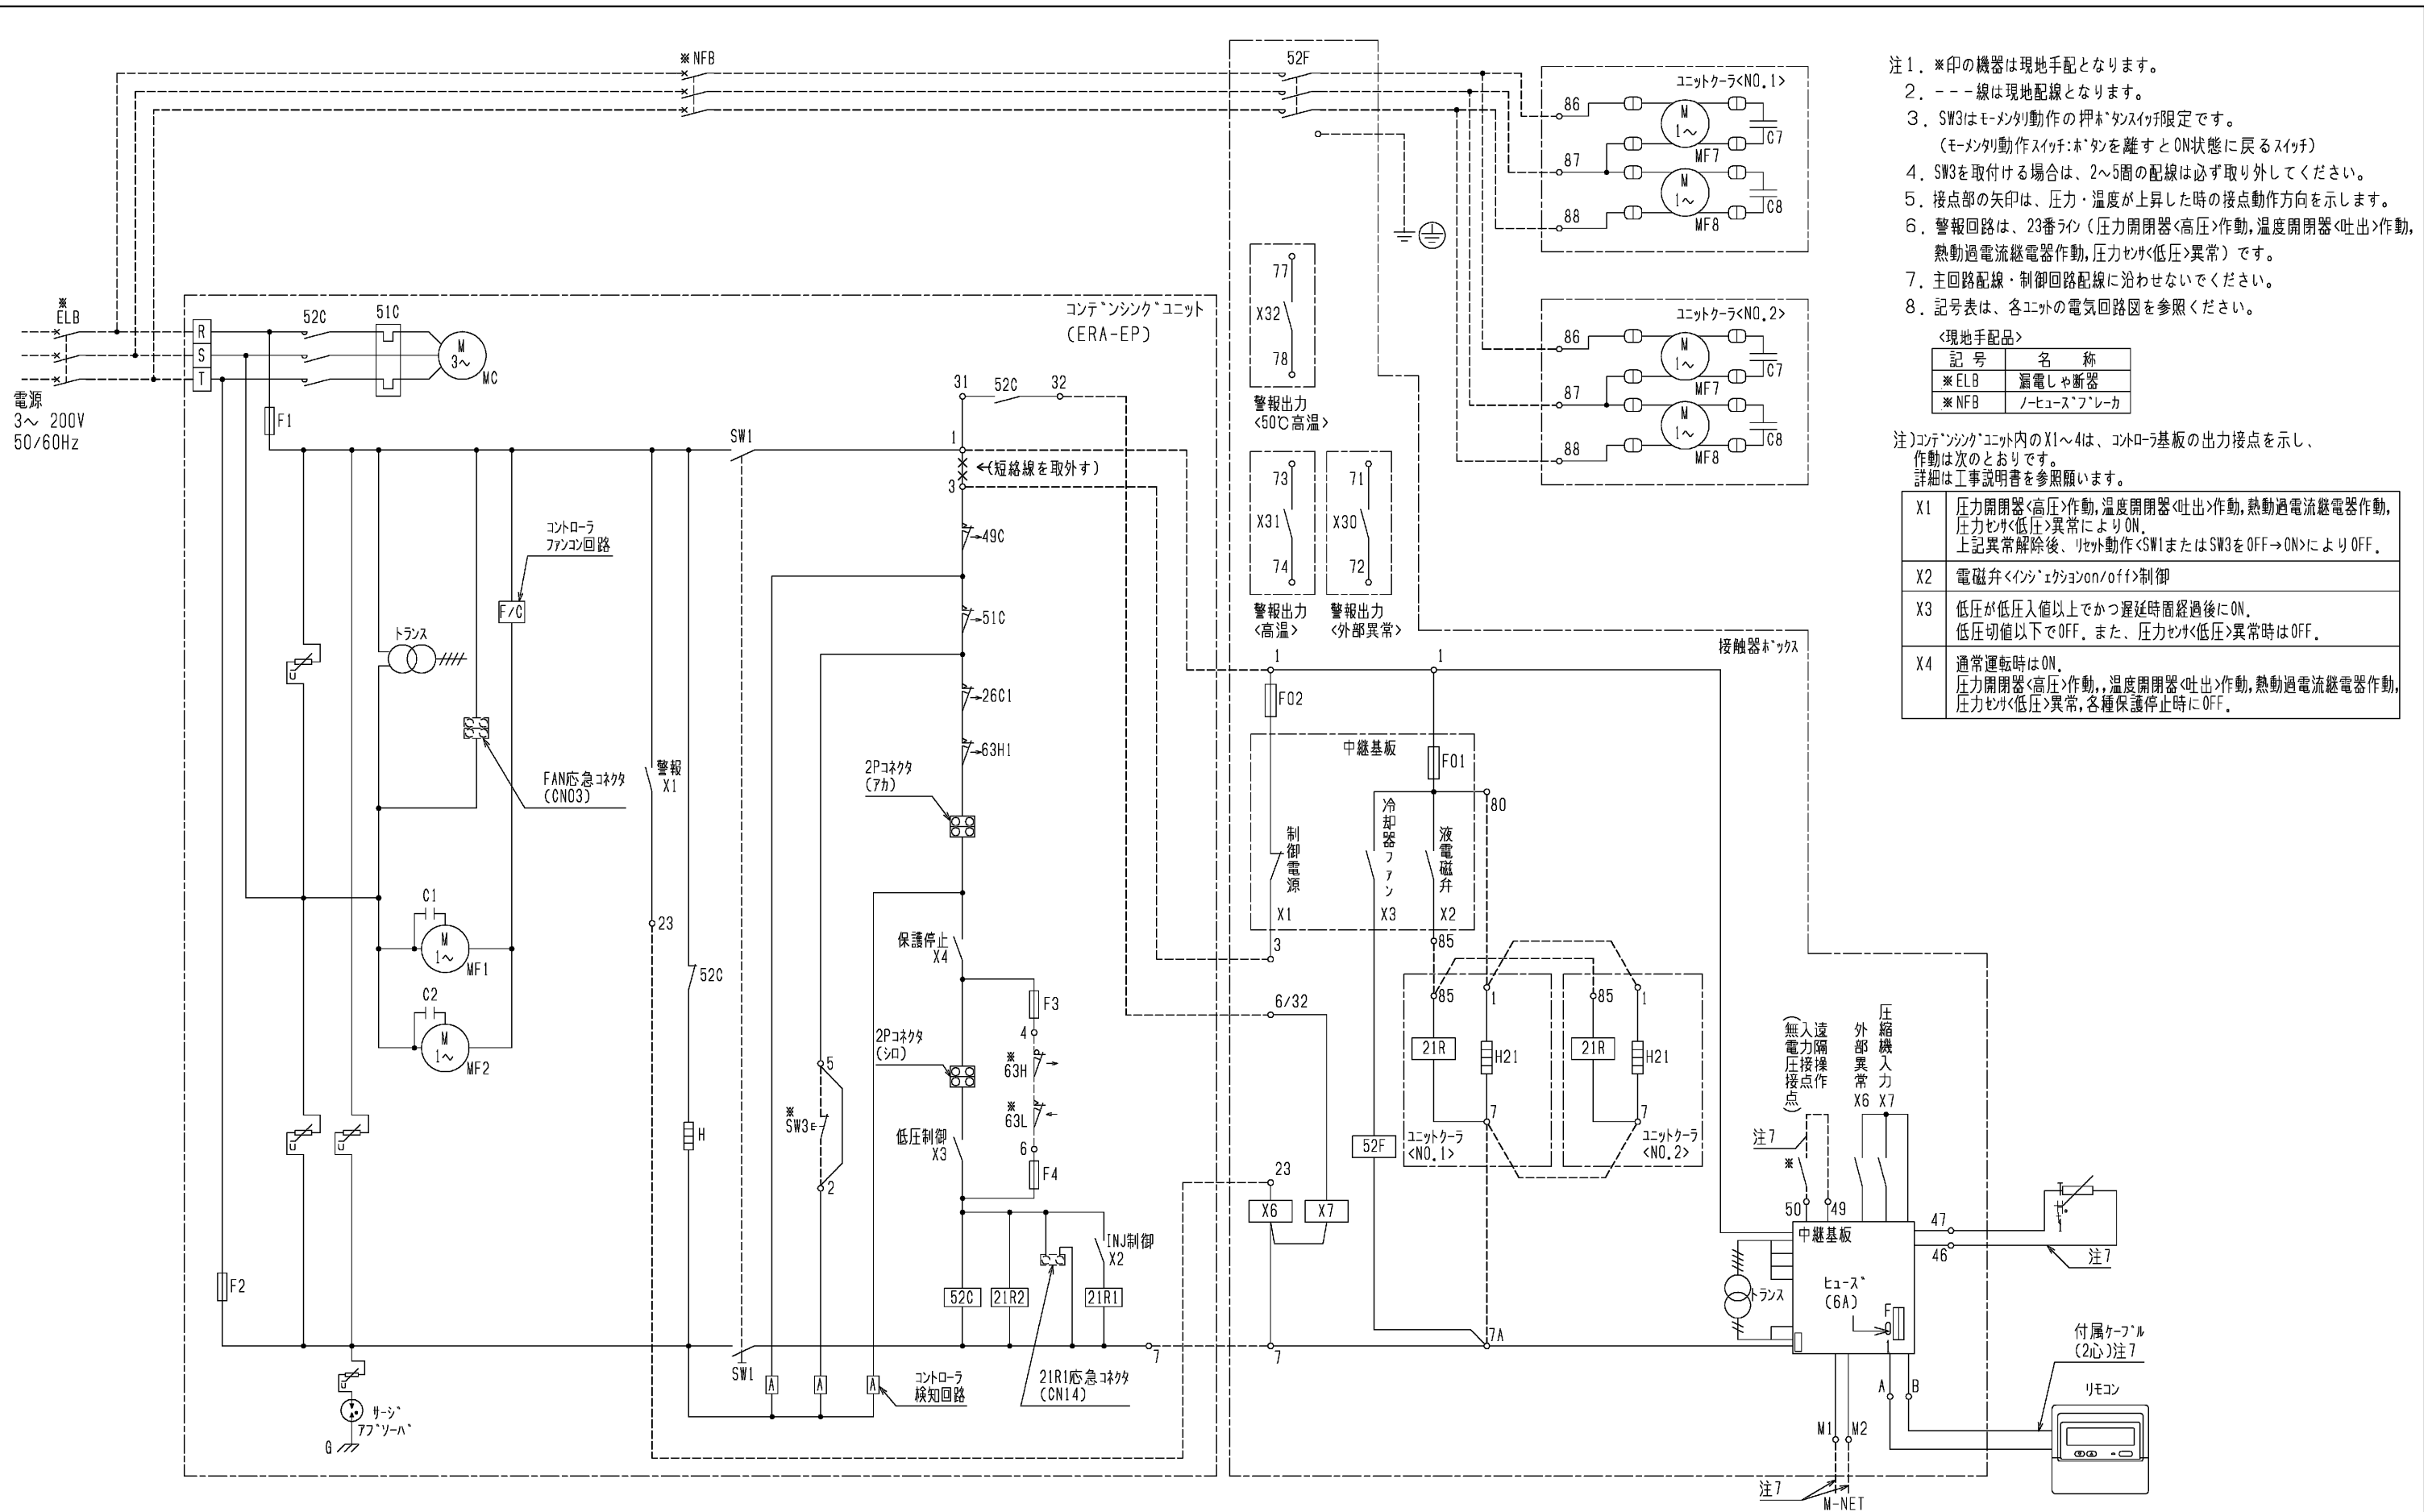 ※NFB
52F
ユニットクーラ<NO.1>
86
87
88
M
1～
MF7
C7
M
1～
MF8
C8
ユニットクーラ<NO.2>
86
87
88
M
1～
MF7
C7
M
1～
MF8
C8
注1. ※印の機器は現地手配となります。
2. ---線は現地配線となります。
3. SW3はモーメンタリ動作の押ボタンスイッチ限定です。
(モーメンタリ動作スイッチ:ボタンを離すとON状態に戻るスイッチ)
4. SW3を取付ける場合は、2～5間の配線は必ず取り外してください。
5. 接点部の矢印は、圧力・温度が上昇した時の接点動作方向を示します。
6. 警報回路は、23番ライン(圧力開閉器<高圧>作動,温度開閉器<吐出>作動,
熱動過電流継電器作動,圧力センサ<低圧>異常)です。
7. 主回路配線・制御回路配線に沿わせないでください。
8. 記号表は、各ユニットの電気回路図を参照ください。
<現地手配品>
記号 名称
※ELB 漏電しゃ断器
※NFB ノーヒューズブレーカ
注)コンデンシングユニット内のX1～4は、コントローラ基板の出力接点を示し、
作動は次のとおりです。
詳細は工事説明書を参照願います。
X1 圧力開閉器<高圧>作動,温度開閉器<吐出>作動,熱動過電流継電器作動,
圧力センサ<低圧>異常によりON.
上記異常解除後、リセット動作<SW1またはSW3をOFF→ON>によりOFF.
X2 電磁弁<インジェクションon/off>制御
X3 低圧が低圧入値以上でかつ遅延時間経過後にON.
低圧切値以下でOFF.また、圧力センサ<低圧>異常時はOFF.
X4 通常運転時はON.
圧力開閉器<高圧>作動,,温度開閉器<吐出>作動,熱動過電流継電器作動,
圧力センサ<低圧>異常,各種保護停止時にOFF.
※
ELB
電源
3～ 200V
50/60Hz
R
S
T
52C
51C
M
3～
MC
コンデンシングユニット
(ERA-EP)
F1
F2
SW1
31
52C
32
1
←(短絡線を取外す)
3
49C
51C
26C1
63H1
コントローラ
ファンコン回路
F/C
トランス
U
FAN応急コネクタ
(CN03)
警報
X1
23
C1
M
1～
MF1
C2
M
1～
MF2
U
U
U
サージ
アブソーバ
G
52C
H
2Pコネクタ
(アカ)
保護停止
X4
2Pコネクタ
(シロ)
低圧制御
X3
F3
4
※
63H
※
63L
6
F4
5
※
SW3
2
INJ制御
X2
52C
21R2
21R1
SW1
A
A
A
コントローラ
検知回路
21R1応急コネクタ
(CN14)
7
77
X32
78
警報出力
<50℃高温>
73
X31
74
警報出力
<高温>
71
X30
72
警報出力
<外部異常>
接触器ボックス
1
1
F02
中継基板
F01
80
制御電源
X1
冷却器ファン
X3
液電磁弁
X2
3
85
6/32
85
1
21R
H21
7
ユニットクーラ
<NO.1>
85
1
21R
H21
7
ユニットクーラ
<NO.2>
52F
23
X6
X7
7
7A
遠隔操作
入力接点
(無電圧接点)
外部異常
X6
圧縮機入力
X7
注7
※
50
49
中継基板
ヒューズ
(6A)
F01
トランス
47
46
TH1
注7
付属ケーブル
(2心)注7
リモコン
A
B
M1
M2
注7
M-NET